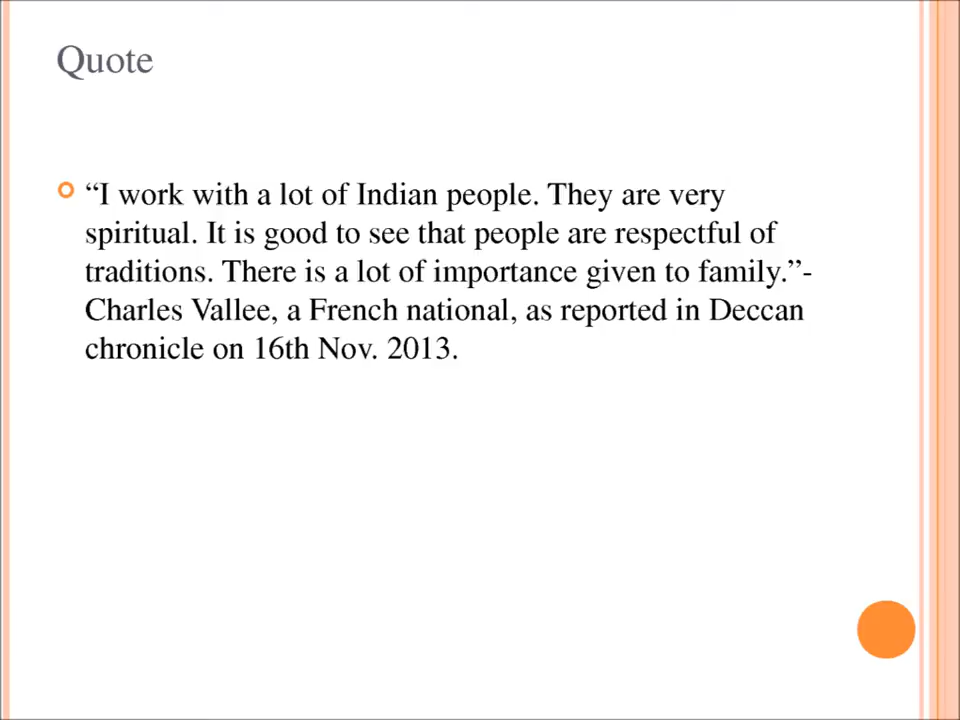 Quote
“I work with a lot of Indian people. They are very
spiritual. It is good to see that people are respectful of
traditions. There is a lot of importance given to family.”-
Charles Vallee, a French national, as reported in Deccan
chronicle on 16th Nov. 2013.